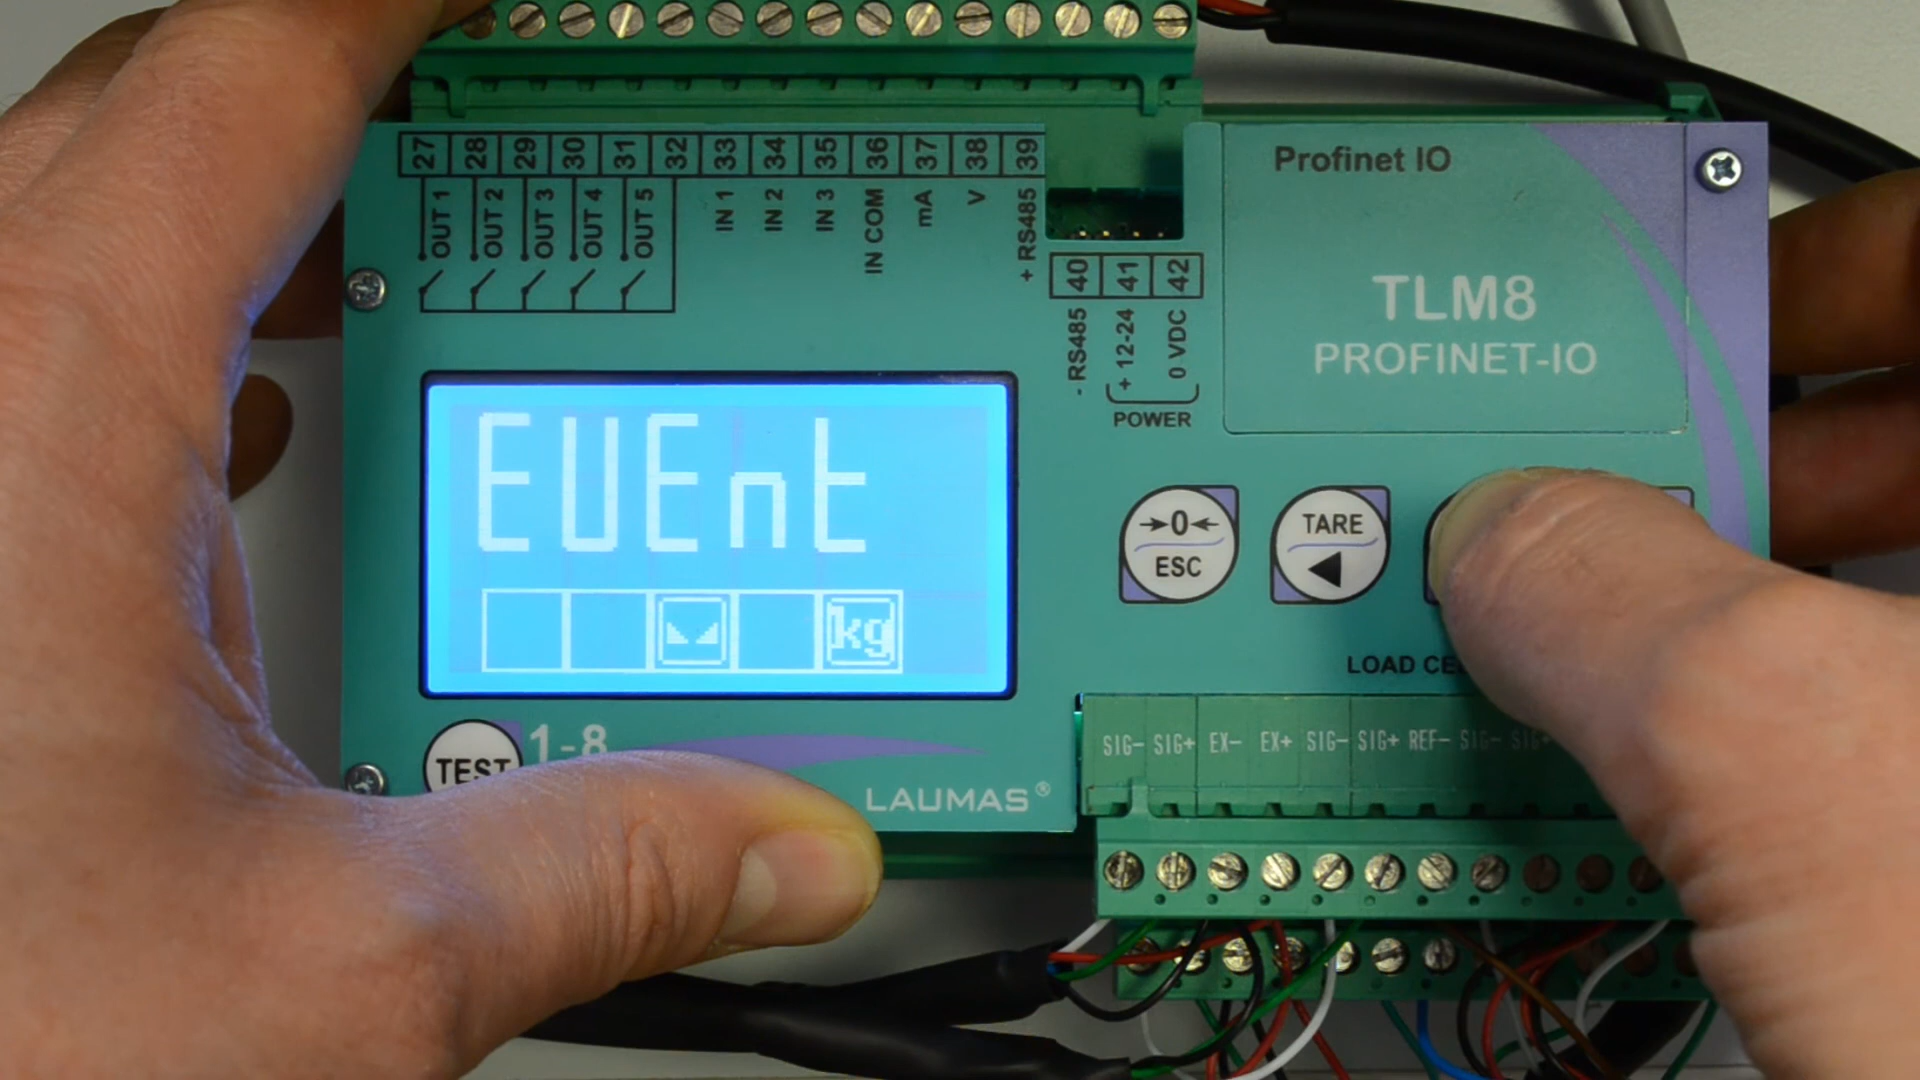 27 28 29 30 31 32 33 34 35 36 37 38 39
OUT 1 OUT 2 OUT 3 OUT 4 OUT 5 IN 1 IN 2 IN 3 IN COM mA V + RS485
40 41 42
- RS485 + 12-24 0 VDC
POWER
Profinet IO
TLM8
PROFINET-IO
EVEnt
kg
→0←
ESC
TARE
LOAD
TEST
1-8
LAUMAS®
SIG- SIG+ EX- EX+ SIG- SIG+ REF- SIG- SIG+